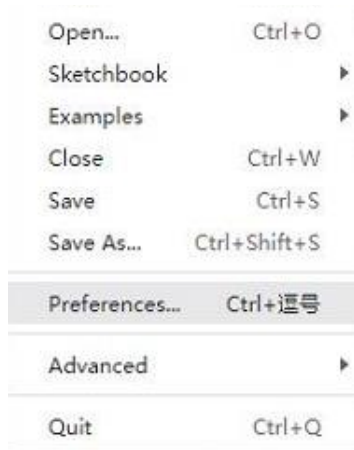 Open... Ctrl+O
Sketchbook
Examples
Close Ctrl+W
Save Ctrl+S
Save As... Ctrl+Shift+S
Preferences... Ctrl+逗号
Advanced
Quit Ctrl+Q